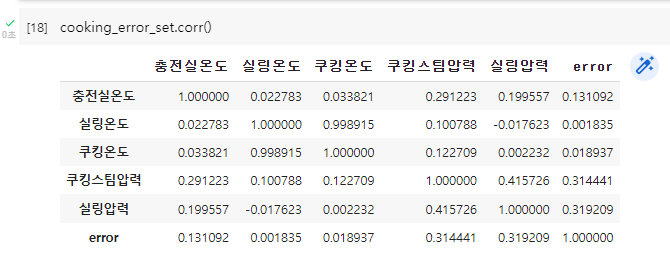 [18] cooking_error_set.corr()
0초
충전실온도 실링온도 쿠킹온도 쿠킹스팀압력 실링압력 error
충전실온도 1.000000 0.022783 0.033821 0.291223 0.199557 0.131092
실링온도 0.022783 1.000000 0.998915 0.100788 -0.017623 0.001835
쿠킹온도 0.033821 0.998915 1.000000 0.122709 0.002232 0.018937
쿠킹스팀압력 0.291223 0.100788 0.122709 1.000000 0.415726 0.314441
실링압력 0.199557 -0.017623 0.002232 0.415726 1.000000 0.319209
error 0.131092 0.001835 0.018937 0.314441 0.319209 1.000000